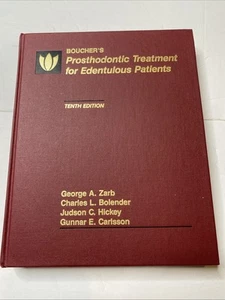 BOUCHER'S
Prosthodontic Treatment
for Edentulous Patients
TENTH EDITION
George A. Zarb
Charles L. Bolender
Judson C. Hickey
Gunnar E. Carlsson